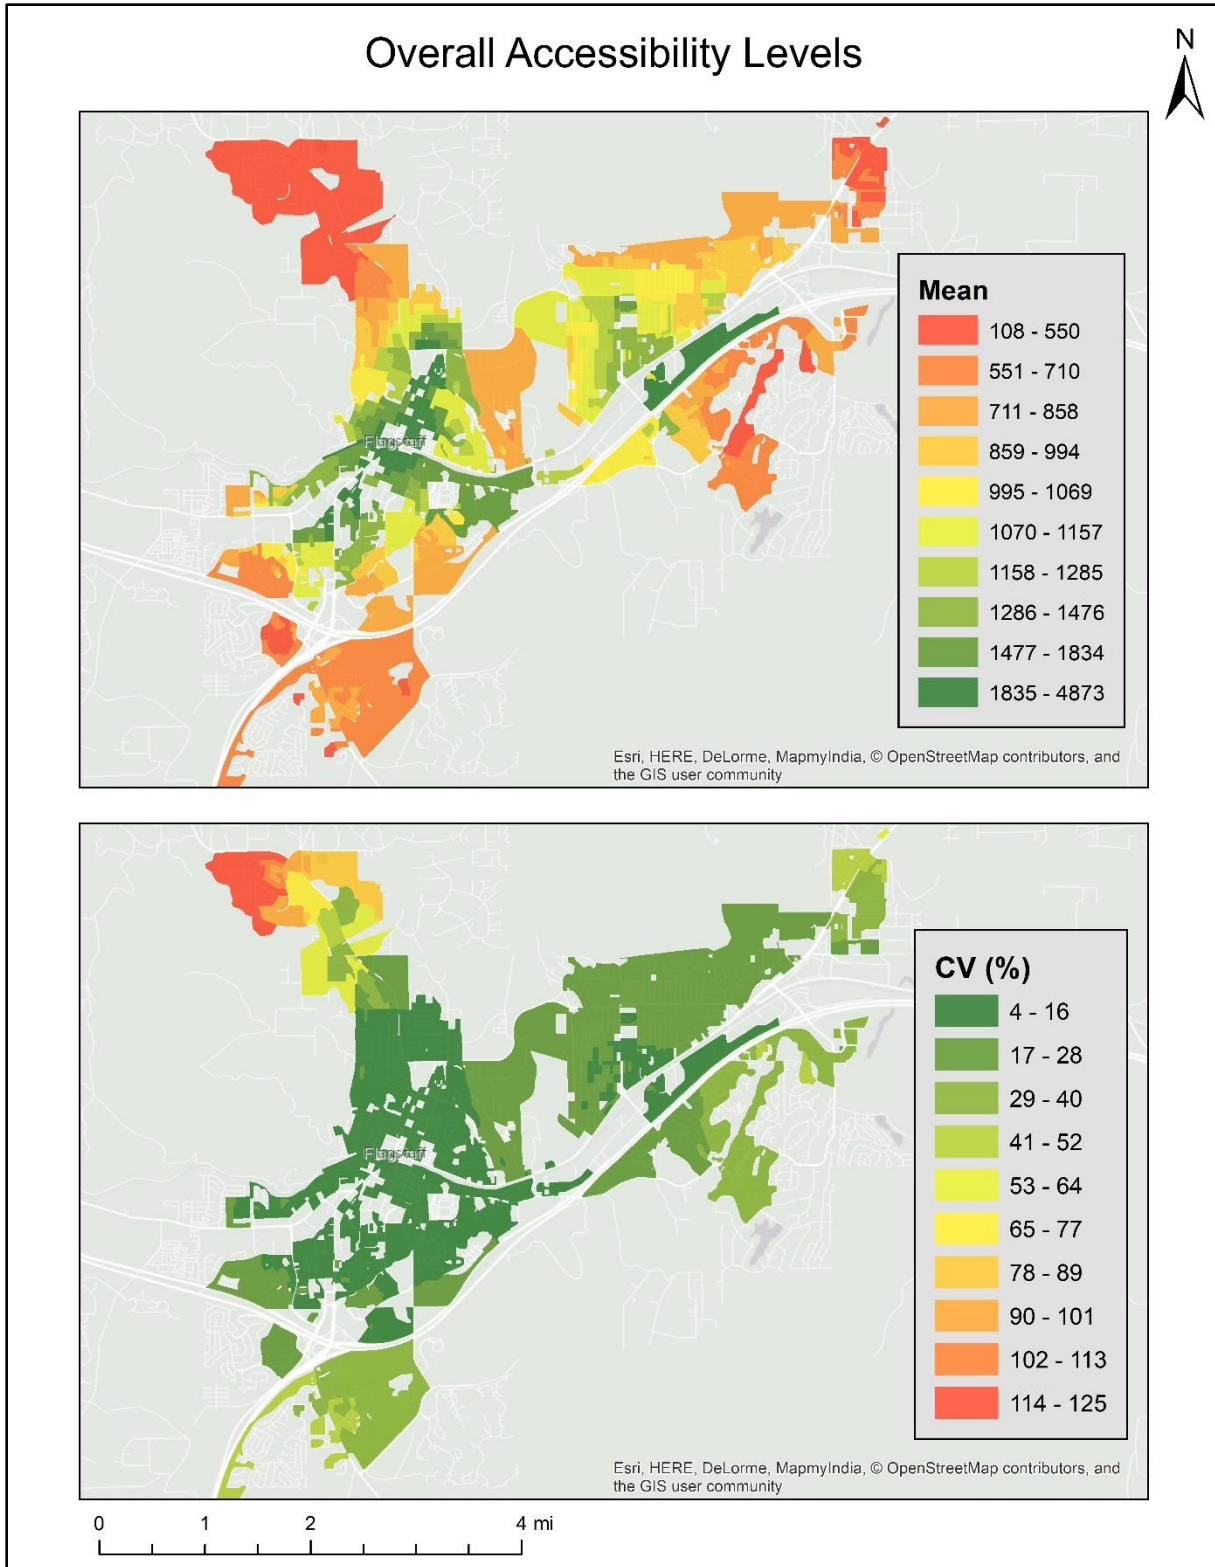 Overall Accessibility Levels
N
Flagstaff
Mean
108 - 550
551 - 710
711 - 858
859 - 994
995 - 1069
1070 - 1157
1158 - 1285
1286 - 1476
1477 - 1834
1835 - 4873
Esri, HERE, DeLorme, MapmyIndia, © OpenStreetMap contributors, and
the GIS user community
Flagstaff
CV (%)
4 - 16
17 - 28
29 - 40
41 - 52
53 - 64
65 - 77
78 - 89
90 - 101
102 - 113
114 - 125
Esri, HERE, DeLorme, MapmyIndia, © OpenStreetMap contributors, and
the GIS user community
0 1 2 4 mi